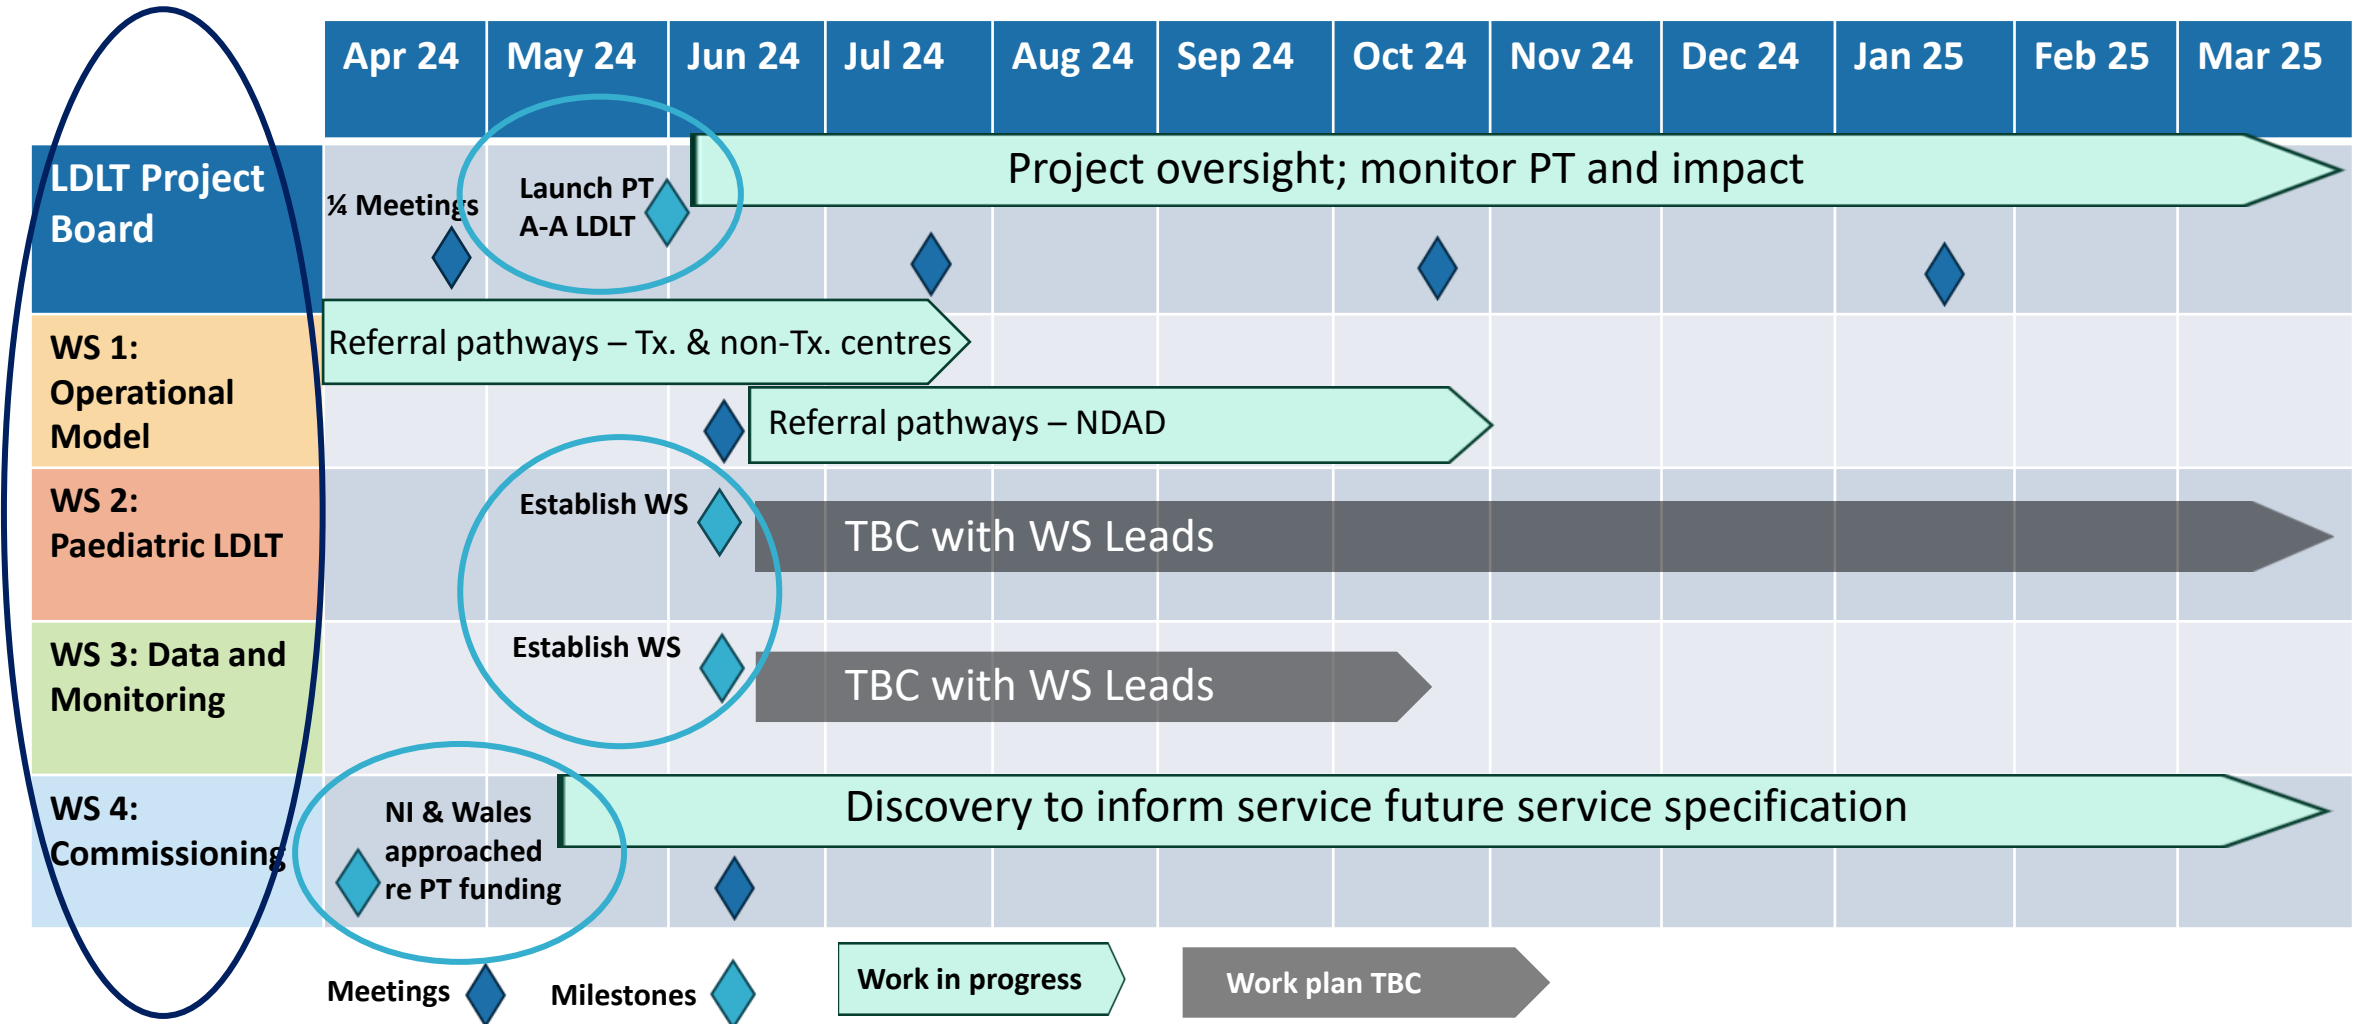 Apr 24 May 24 Jun 24 Jul 24 Aug 24 Sep 24 Oct 24 Nov 24 Dec 24 Jan 25 Feb 25 Mar 25
LDLT Project
Board
¼ Meetings
Launch PT
A-A LDLT
Project oversight; monitor PT and impact
WS 1:
Operational
Model
Referral pathways – Tx. & non-Tx. centres
Referral pathways – NDAD
WS 2:
Paediatric LDLT
Establish WS
TBC with WS Leads
WS 3: Data and
Monitoring
Establish WS
TBC with WS Leads
WS 4:
Commissioning
NI & Wales
approached
re PT funding
Discovery to inform service future service specification
Meetings
Milestones
Work in progress
Work plan TBC